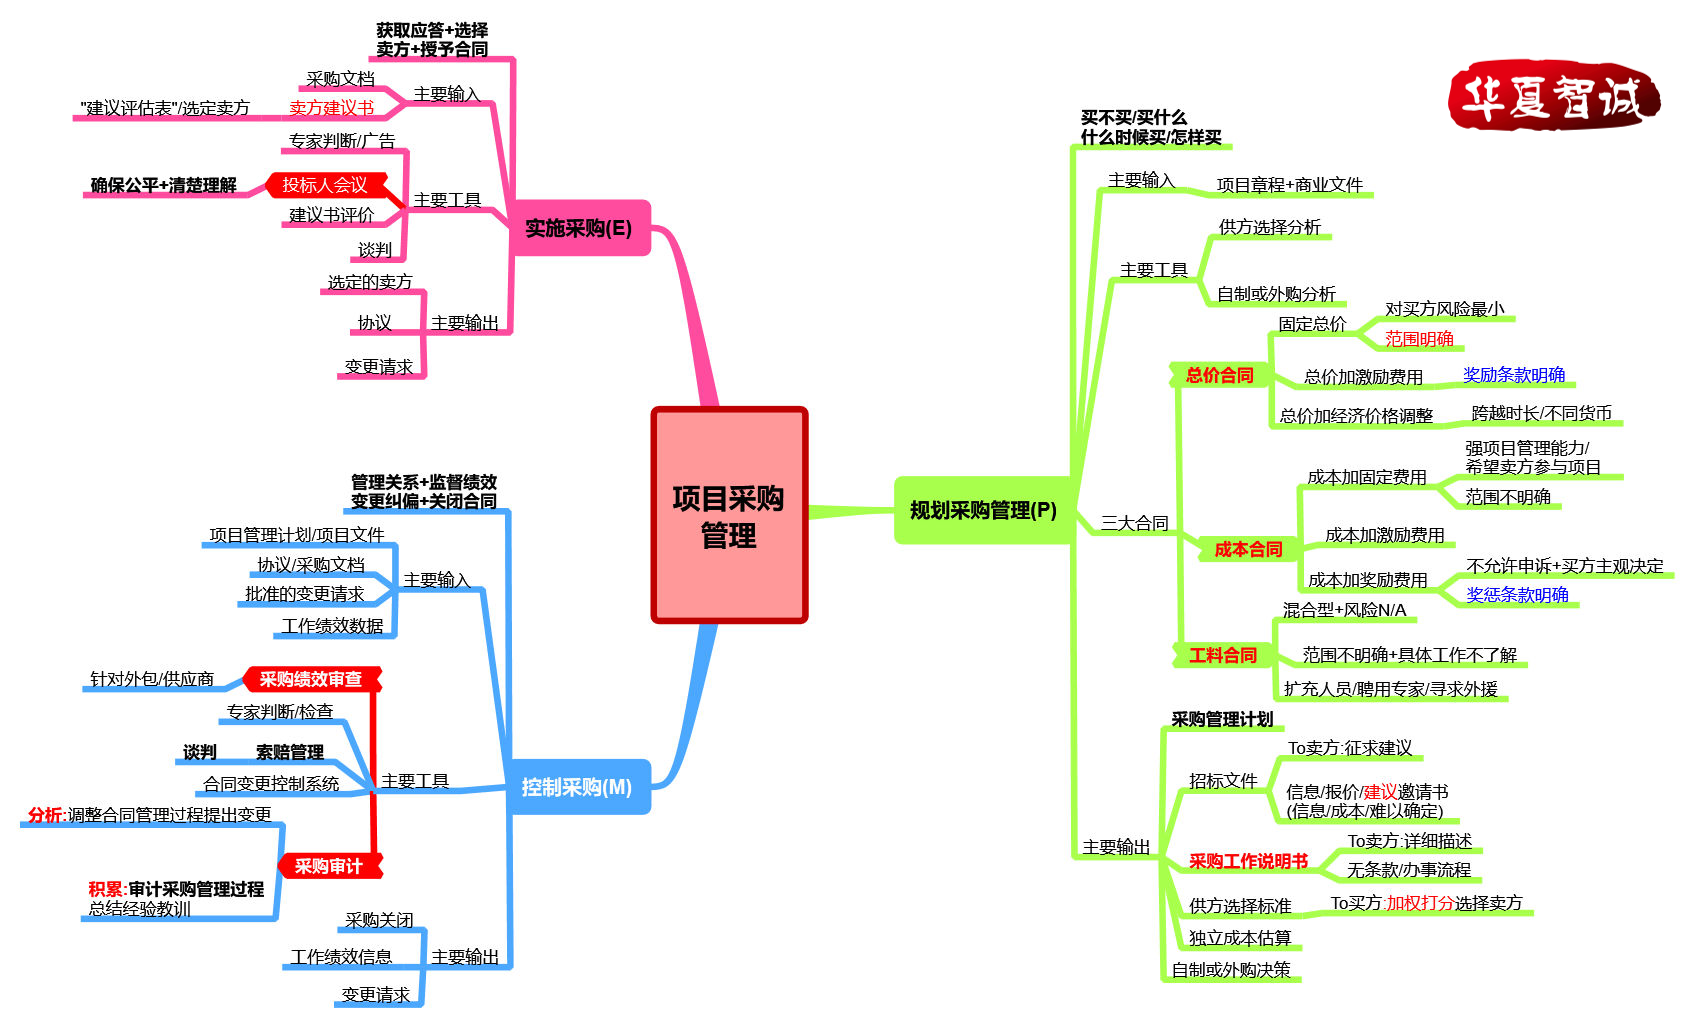 华夏智诚
项目采购
管理
规划采购管理(P)
买不买/买什么
什么时候买/怎样买
主要输入
项目章程+商业文件
主要工具
供方选择分析
自制或外购分析
三大合同
总价合同
固定总价
对买方风险最小
范围明确
总价加激励费用
奖励条款明确
总价加经济价格调整
跨越时长/不同货币
成本合同
成本加固定费用
强项目管理能力/
希望卖方参与项目
范围不明确
成本加激励费用
成本加奖励费用
不允许申诉+买方主观决定
奖惩条款明确
工料合同
混合型+风险N/A
范围不明确+具体工作不了解
扩充人员/聘用专家/寻求外援
主要输出
采购管理计划
招标文件
To卖方:征求建议
信息/报价/建议邀请书
(信息/成本/难以确定)
采购工作说明书
To卖方:详细描述
无条款/办事流程
供方选择标准
To买方:加权打分选择卖方
独立成本估算
自制或外购决策
实施采购(E)
获取应答+选择
卖方+授予合同
主要输入
采购文档
卖方建议书
"建议评估表"/选定卖方
主要工具
专家判断/广告
投标人会议
确保公平+清楚理解
建议书评价
谈判
主要输出
选定的卖方
协议
变更请求
控制采购(M)
管理关系+监督绩效
变更纠偏+关闭合同
主要输入
项目管理计划/项目文件
协议/采购文档
批准的变更请求
工作绩效数据
主要工具
采购绩效审查
针对外包/供应商
专家判断/检查
索赔管理
谈判
合同变更控制系统
采购审计
分析:调整合同管理过程提出变更
积累:审计采购管理过程
总结经验教训
主要输出
采购关闭
工作绩效信息
变更请求